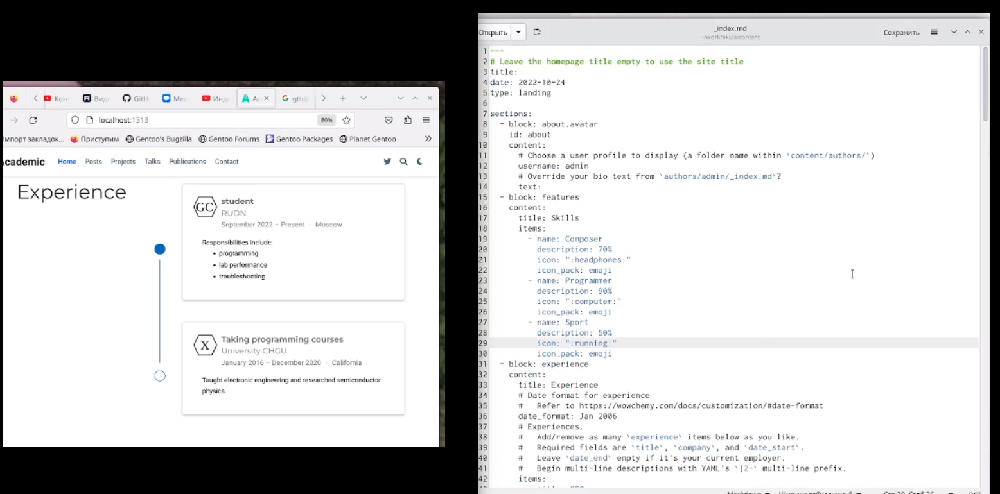 Конт
Виде
GitHu
Месс
Инди
Ac
gttdj
localhost:1313
80%
Импорт закладок...
Приступим
Gentoo's Bugzilla
Gentoo Forums
Gentoo Packages
Planet Gentoo
Academic
Home
Posts
Projects
Talks
Publications
Contact
Experience
GC
student
RUDN
September 2022 – Present · Moscow
Responsibilities include:
• programming
• lab performance
• troubleshooting
X
Taking programming courses
University CHGU
January 2016 – December 2020 · California
Taught electronic engineering and researched semiconductor
physics.
Открыть
_index.md
~/work/akula/content
Сохранить
1 ---
2 # Leave the homepage title empty to use the site title
3 title:
4 date: 2022-10-24
5 type: landing
6
7 sections:
8 - block: about.avatar
9 id: about
10 content:
11 # Choose a user profile to display (a folder name within `content/authors/`)
12 username: admin
13 # Override your bio text from `authors/admin/_index.md`?
14 text:
15 - block: features
16 content:
17 title: Skills
18 items:
19 - name: Composer
20 description: 70%
21 icon: ":headphones:"
22 icon_pack: emoji
23 - name: Programmer
24 description: 90%
25 icon: ":computer:"
26 icon_pack: emoji
27 - name: Sport
28 description: 50%
29 icon: ":running:"
30 icon_pack: emoji
31 - block: experience
32 content:
33 title: Experience
34 # Date format for experience
35 # Refer to https://wowchemy.com/docs/customization/#date-format
36 date_format: Jan 2006
37 # Experiences.
38 # Add/remove as many `experience` items below as you like.
39 # Required fields are `title`, `company`, and `date_start`.
40 # Leave `date_end` empty if it's your current employer.
41 # Begin multi-line descriptions with YAML's `|2-` multi-line prefix.
42 items: